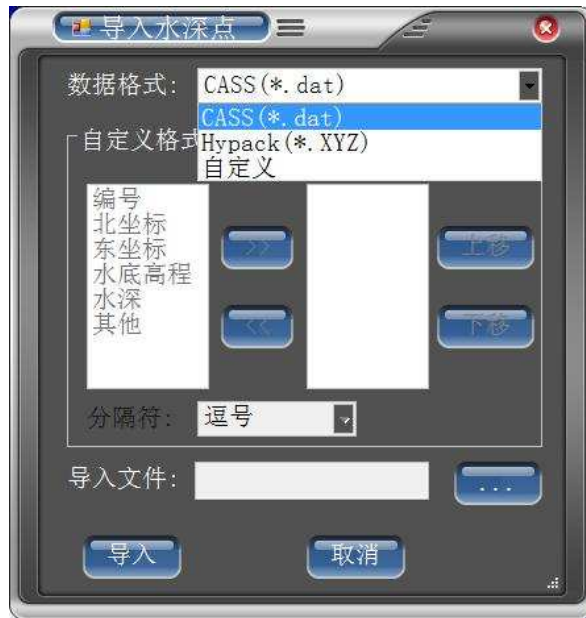 导入水深点
数据格式: CASS(*.dat)
CASS(*.dat)
Hypack(*.XYZ)
自定义
自定义格式
编号
北坐标
东坐标
水底高程
水深
其他
>>
<<
上移
下移
分隔符: 逗号
导入文件:
...
导入
取消